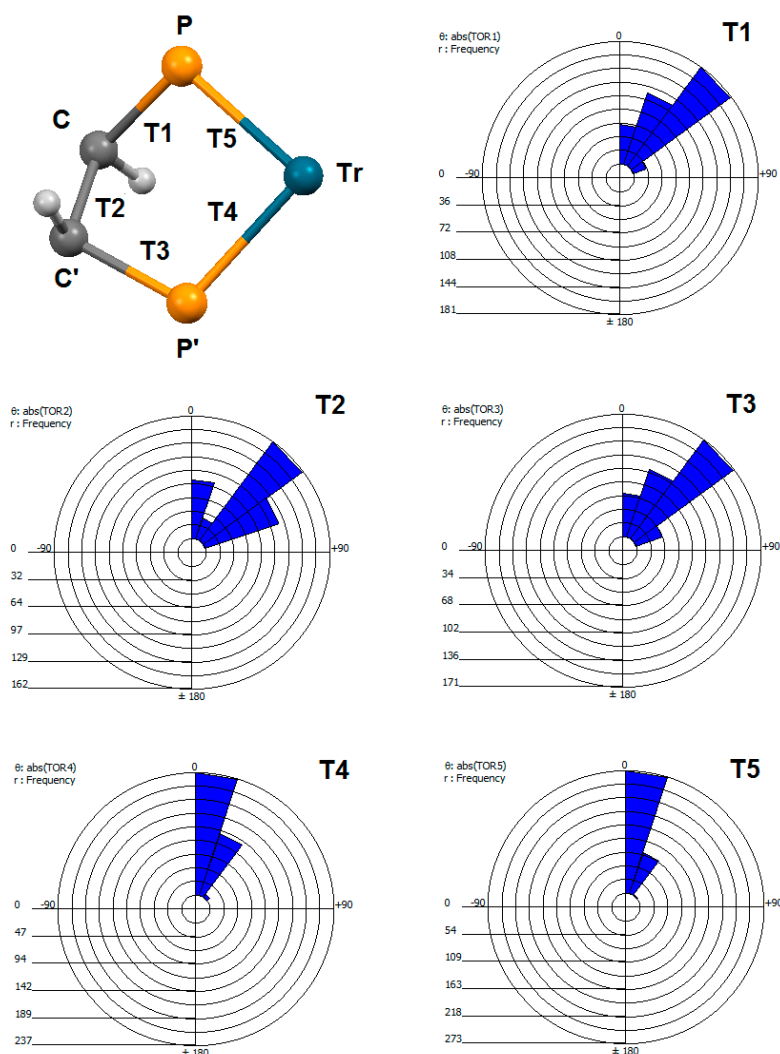 P
C
T1
T5
Tr
T2
T4
T3
C'
P'
θ: abs(TOR1)
r : Frequency
T1
0
0
-90
+90
36
72
108
144
181
± 180
θ: abs(TOR2)
r : Frequency
T2
0
0
-90
+90
32
64
97
129
162
± 180
θ: abs(TOR3)
r : Frequency
T3
0
0
-90
+90
34
68
102
136
171
± 180
θ: abs(TOR4)
r : Frequency
T4
0
0
-90
+90
47
94
142
189
237
± 180
θ: abs(TOR5)
r : Frequency
T5
0
0
-90
+90
54
109
163
218
273
± 180